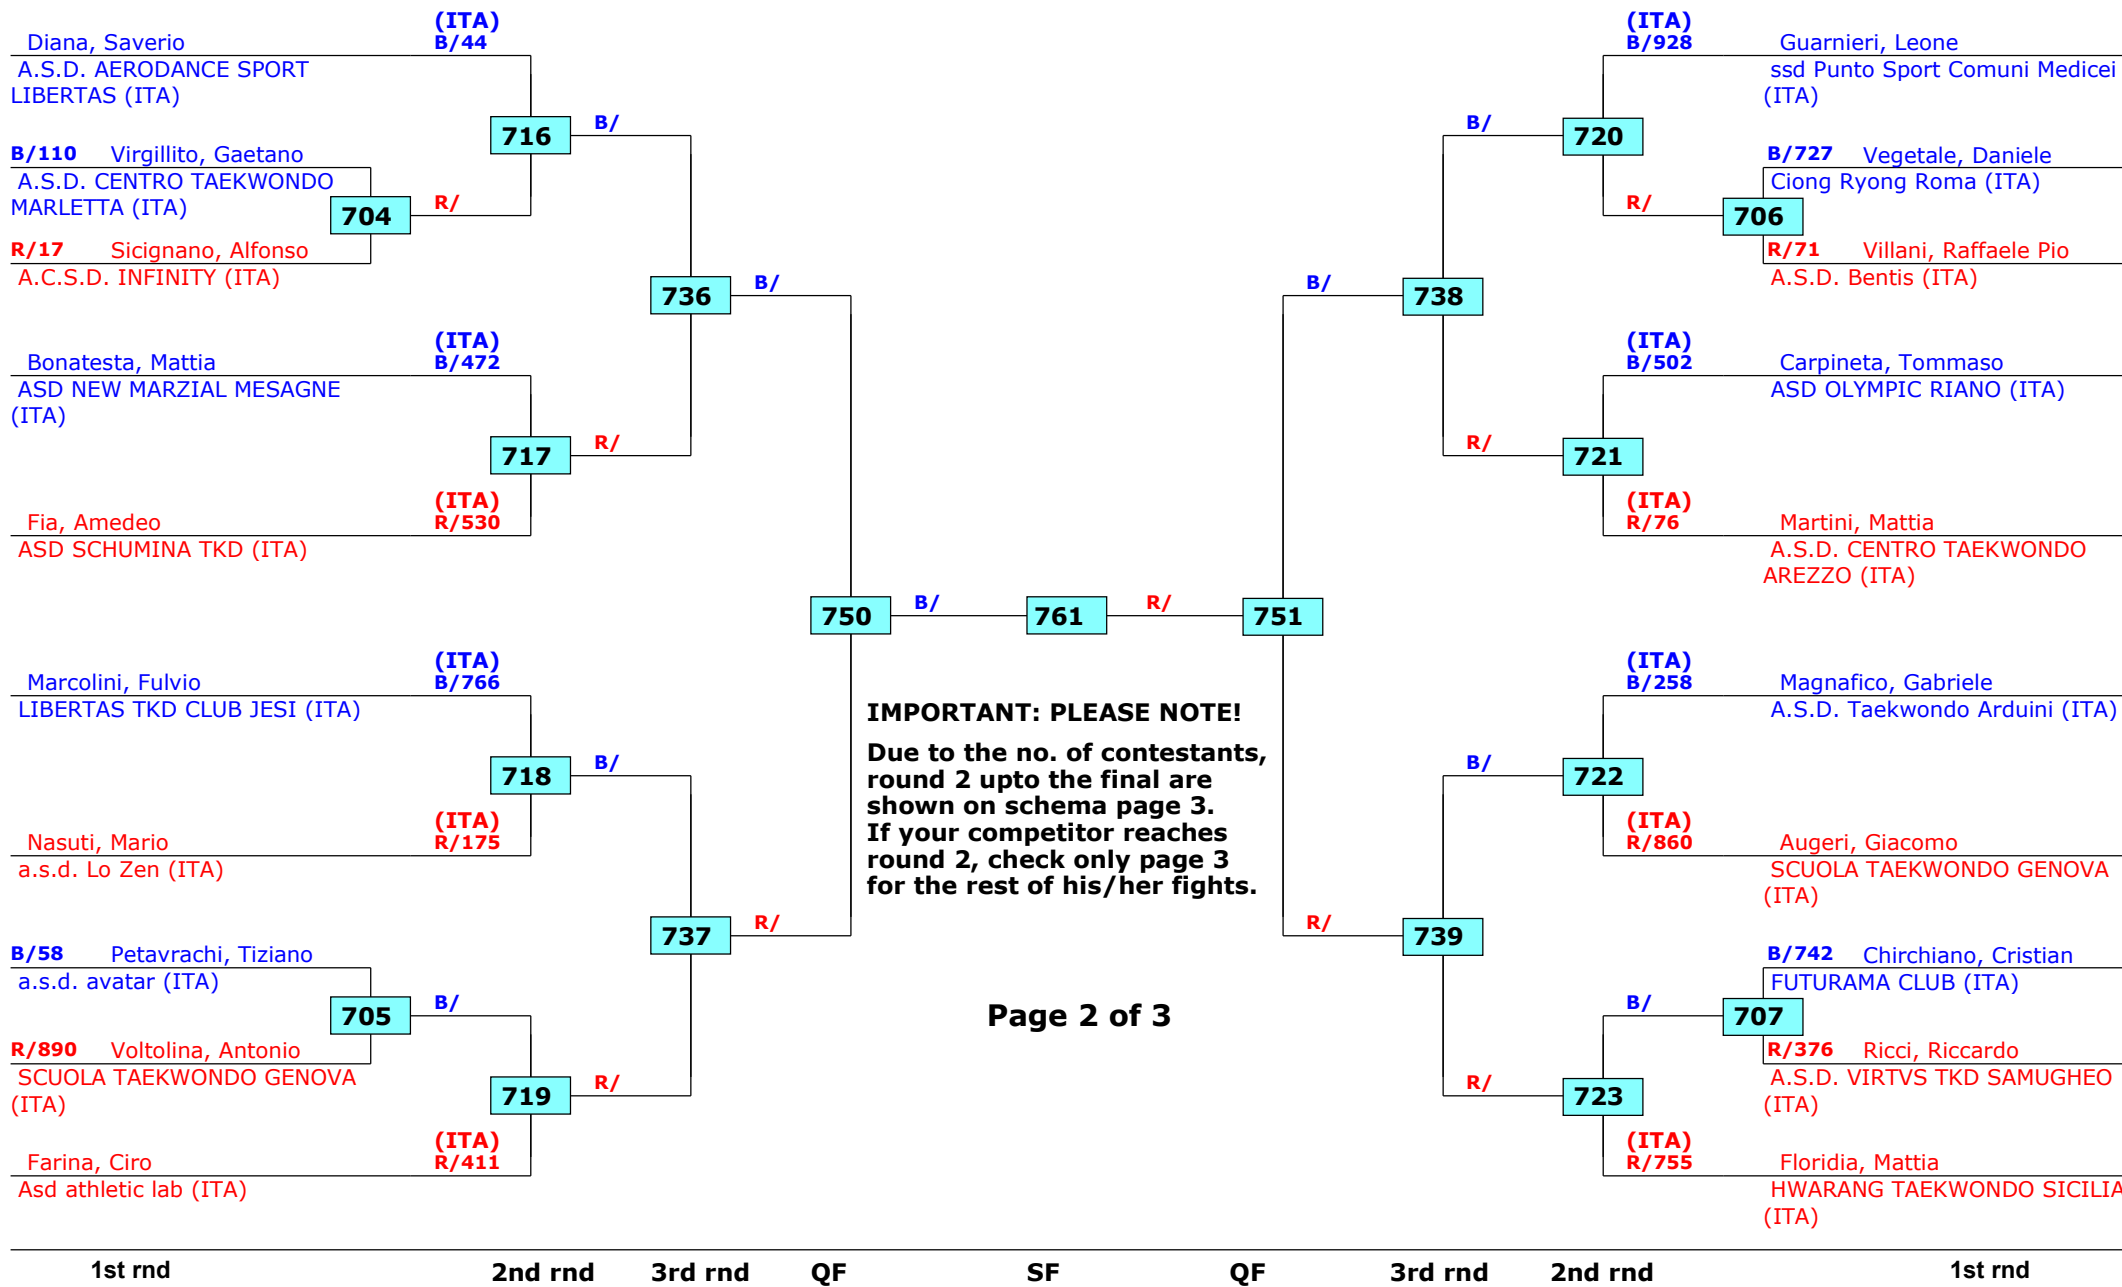 (ITA)
Diana, Saverio B/44
A.S.D. AERODANCE SPORT
LIBERTAS (ITA)
716 B/
B/110 Virgillito, Gaetano
A.S.D. CENTRO TAEKWONDO
MARLETTA (ITA)
704 R/
R/17 Sicignano, Alfonso
A.C.S.D. INFINITY (ITA)
736 B/
(ITA)
Bonatesta, Mattia B/472
ASD NEW MARZIAL MESAGNE
(ITA)
717 R/
(ITA)
Fia, Amedeo R/530
ASD SCHUMINA TKD (ITA)
750 B/
761
R/ 751
(ITA)
Marcolini, Fulvio B/766
LIBERTAS TKD CLUB JESI (ITA)
718 B/
(ITA)
Nasuti, Mario R/175
a.s.d. Lo Zen (ITA)
737 R/
B/58 Petavrachi, Tiziano
a.s.d. avatar (ITA)
705 B/
R/890 Voltolina, Antonio
SCUOLA TAEKWONDO GENOVA
(ITA)
719 R/
(ITA)
Farina, Ciro R/411
Asd athletic lab (ITA)
IMPORTANT: PLEASE NOTE!
Due to the no. of contestants,
round 2 upto the final are
shown on schema page 3.
If your competitor reaches
round 2, check only page 3
for the rest of his/her fights.
Page 2 of 3
(ITA)
B/928 Guarnieri, Leone
ssd Punto Sport Comuni Medicei
(ITA)
B/ 720
B/727 Vegetale, Daniele
Ciong Ryong Roma (ITA)
R/ 706
R/71 Villani, Raffaele Pio
A.S.D. Bentis (ITA)
B/ 738
(ITA)
B/502 Carpineta, Tommaso
ASD OLYMPIC RIANO (ITA)
R/ 721
(ITA)
R/76 Martini, Mattia
A.S.D. CENTRO TAEKWONDO
AREZZO (ITA)
(ITA)
B/258 Magnafico, Gabriele
A.S.D. Taekwondo Arduini (ITA)
B/ 722
(ITA)
R/860 Augeri, Giacomo
SCUOLA TAEKWONDO GENOVA
(ITA)
R/ 739
B/742 Chirchiano, Cristian
FUTURAMA CLUB (ITA)
B/ 707
R/376 Ricci, Riccardo
A.S.D. VIRTVS TKD SAMUGHEO
(ITA)
R/ 723
(ITA)
R/755 Floridia, Mattia
HWARANG TAEKWONDO SICILIA
(ITA)
1st rnd 2nd rnd 3rd rnd QF SF QF 3rd rnd 2nd rnd 1st rnd